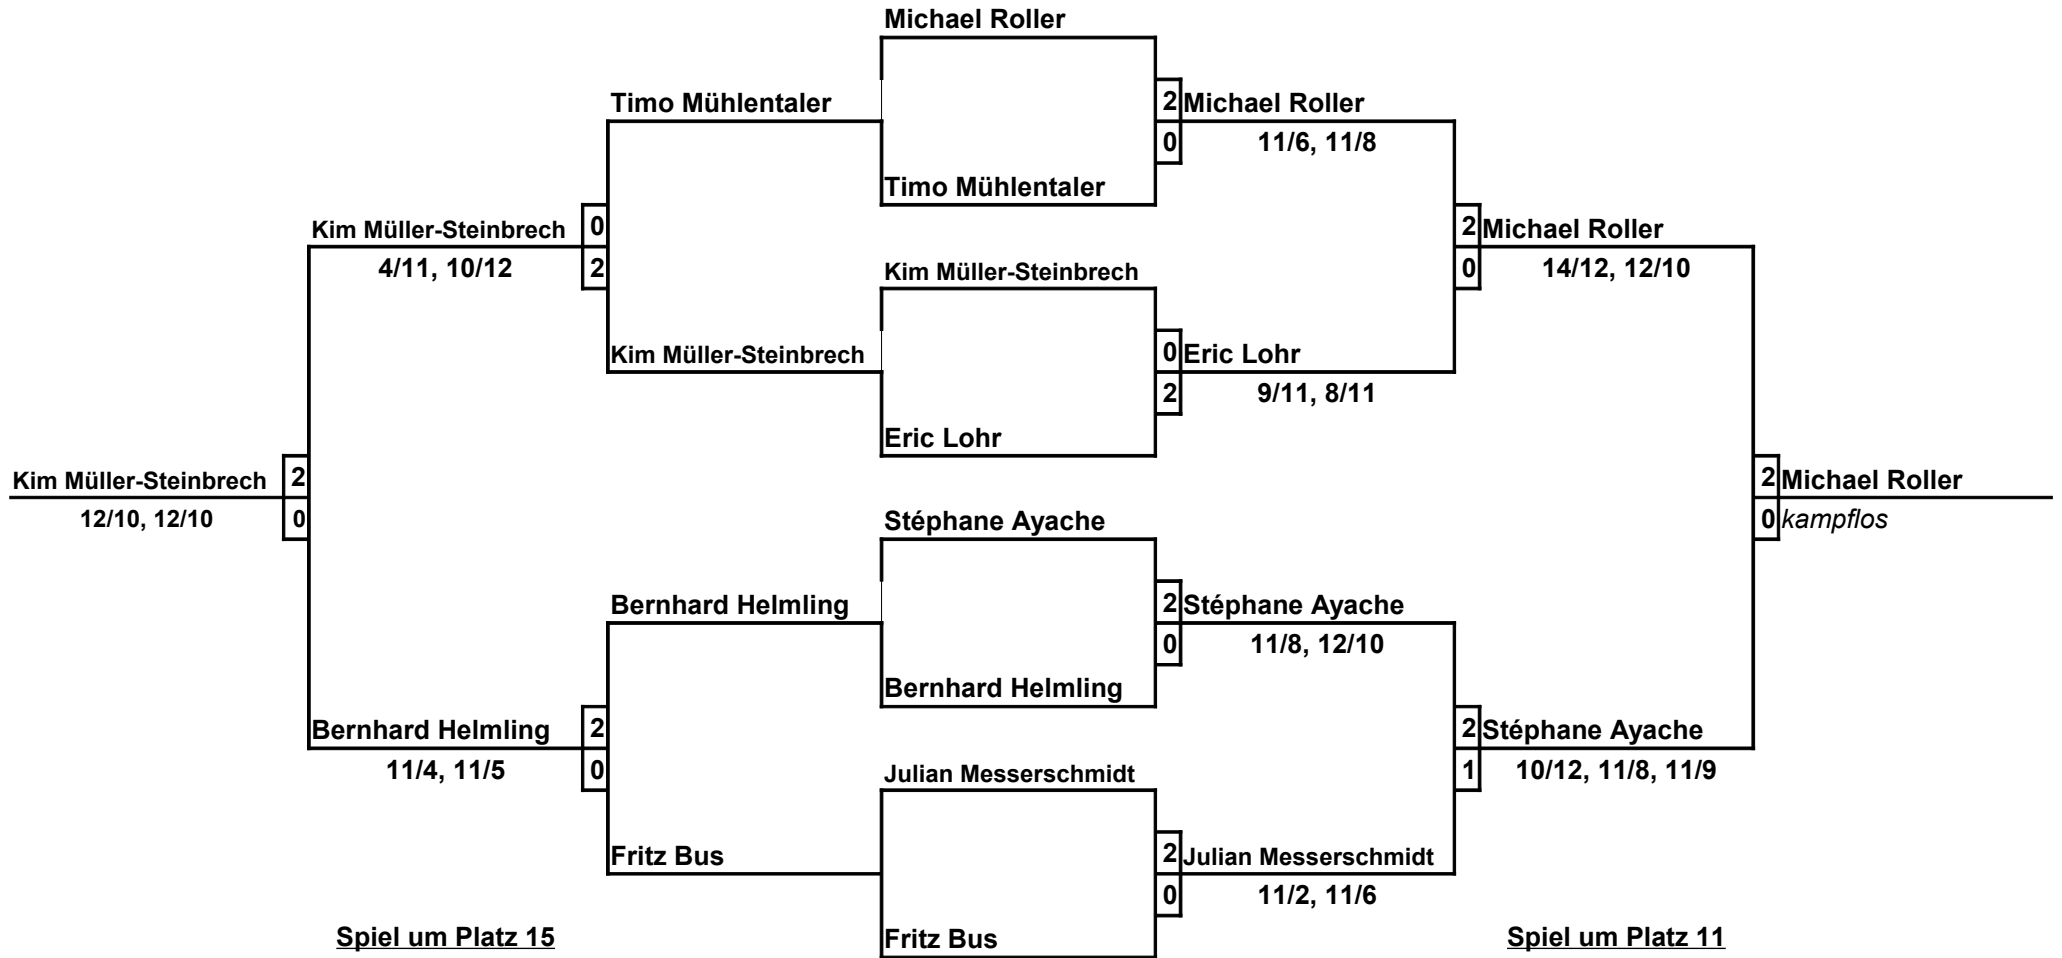 Michael Roller
Timo Mühlentaler 2 Michael Roller
0 11/6, 11/8
Timo Mühlentaler
Kim Müller-Steinbrech 0 2 Michael Roller
4/11, 10/12 2 Kim Müller-Steinbrech 0 14/12, 12/10
Kim Müller-Steinbrech 0 Eric Lohr
2 9/11, 8/11
Eric Lohr
Kim Müller-Steinbrech 2 2 Michael Roller
12/10, 12/10 0 Stéphane Ayache 0 kampflos
Bernhard Helmling 2 Stéphane Ayache
0 11/8, 12/10
Bernhard Helmling
Bernhard Helmling 2 2 Stéphane Ayache
11/4, 11/5 0 Julian Messerschmidt 1 10/12, 11/8, 11/9
Fritz Bus 2 Julian Messerschmidt
0 11/2, 11/6
Spiel um Platz 15 Fritz Bus Spiel um Platz 11